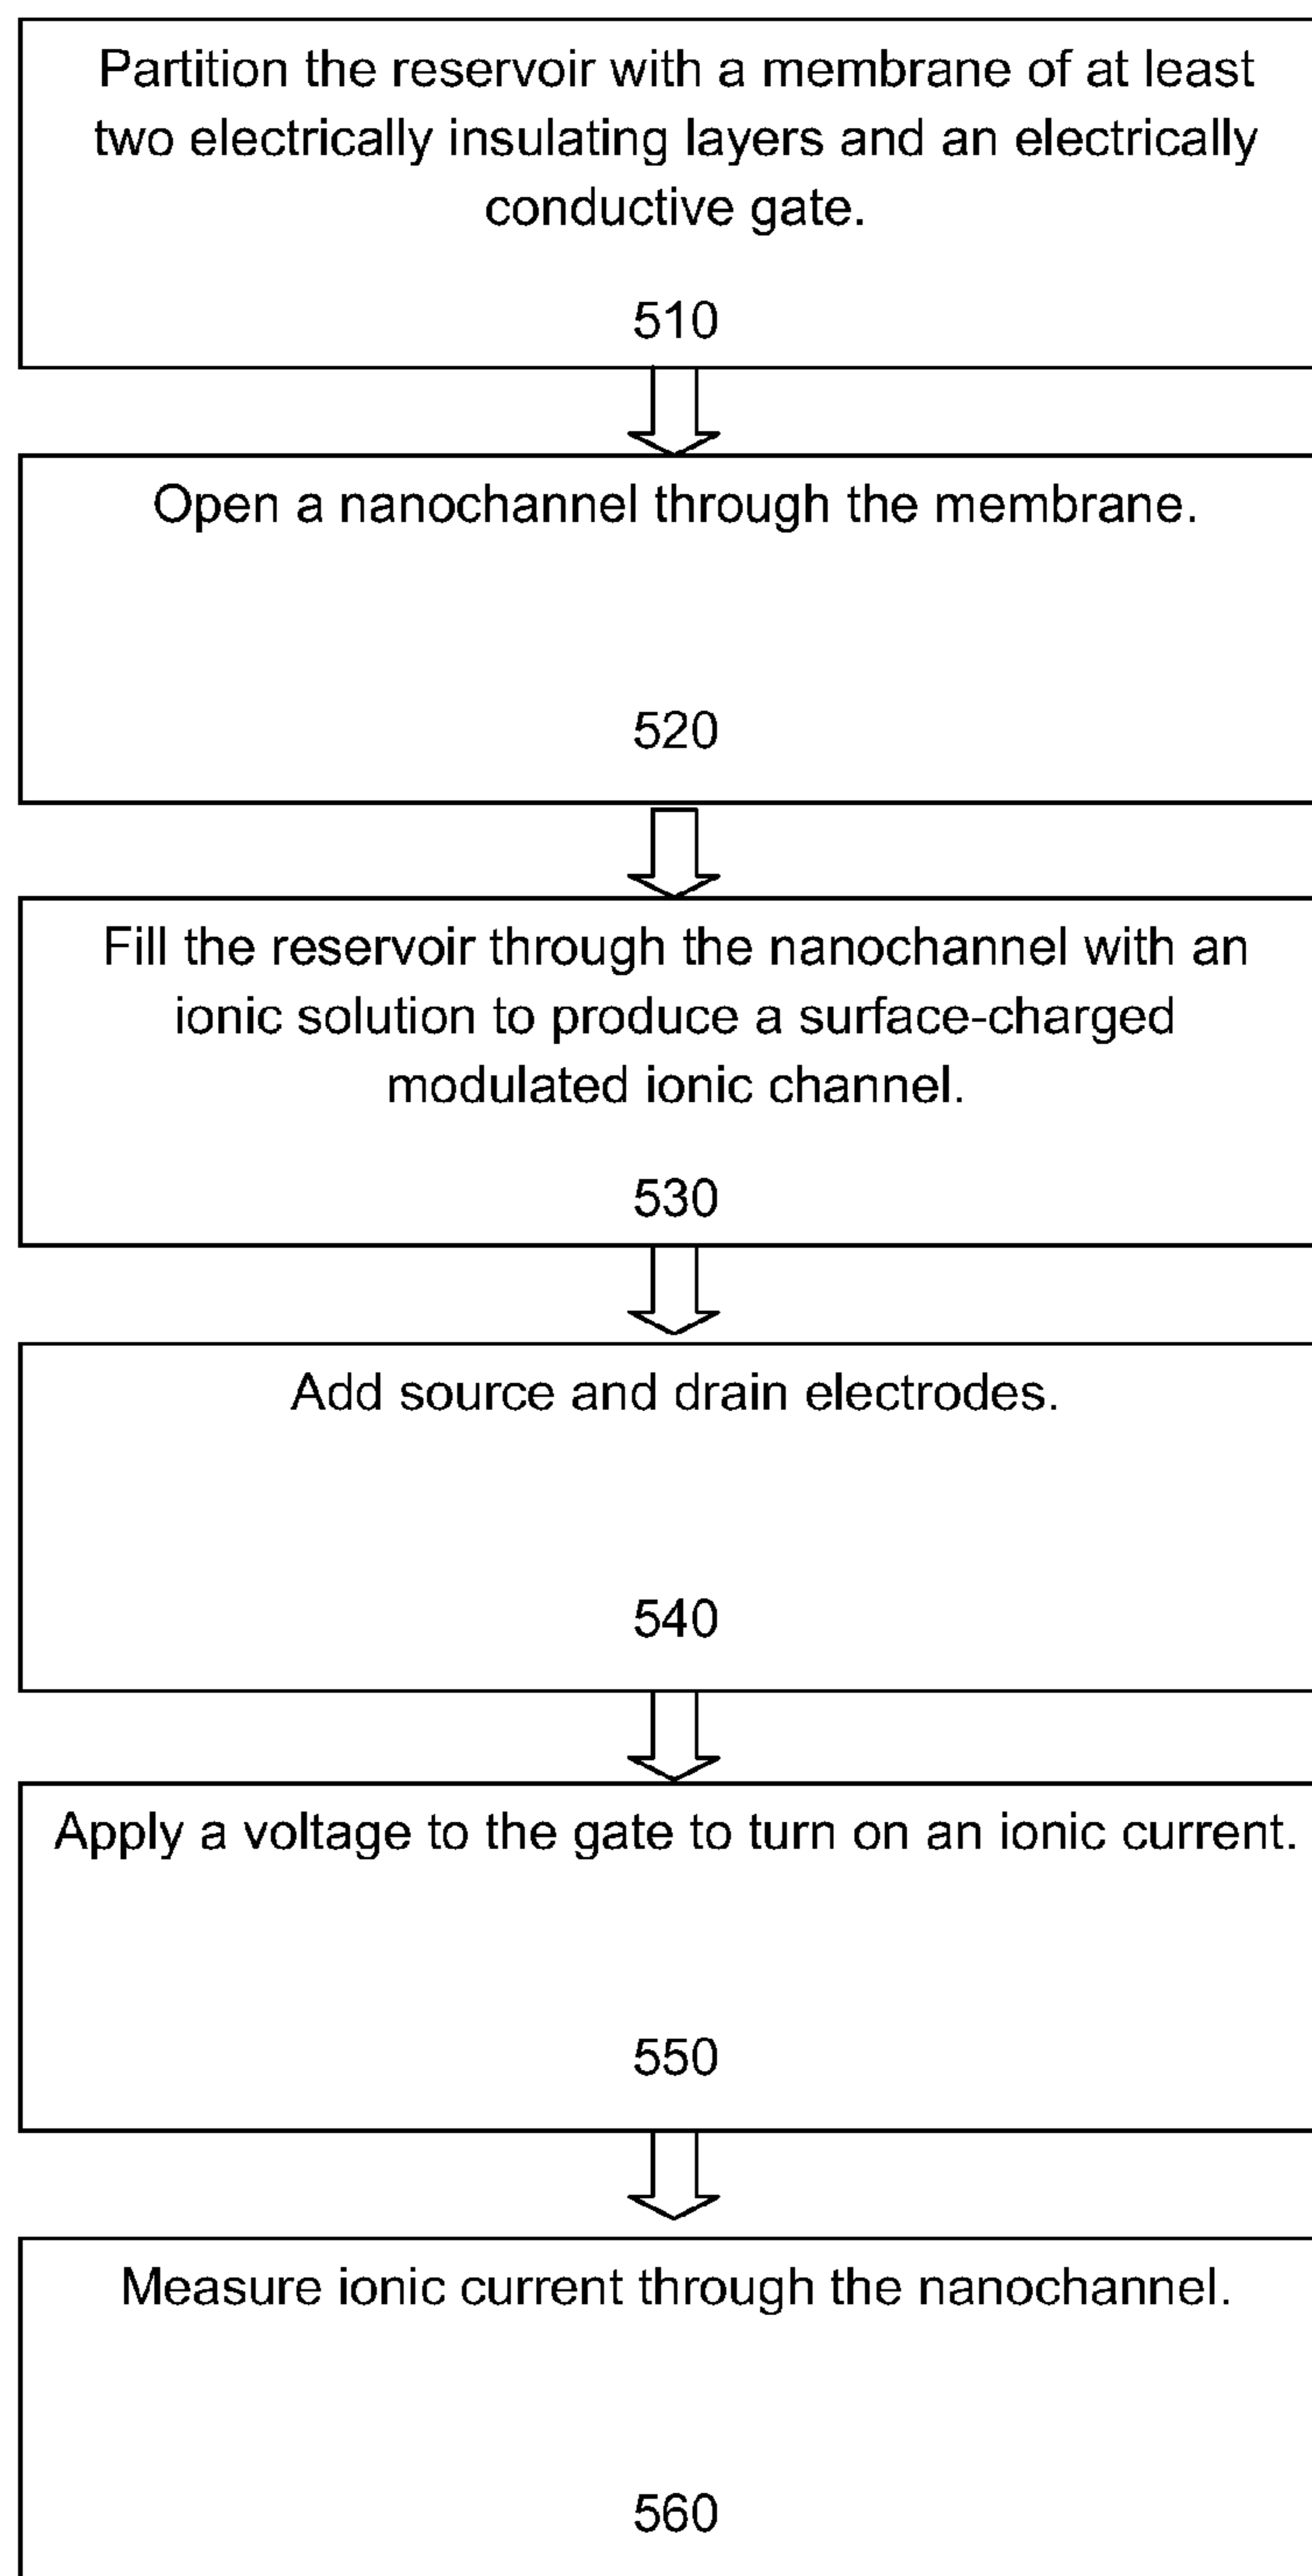 Partition the reservoir with a membrane of at least
two electrically insulating layers and an electrically
conductive gate.
510
Open a nanochannel through the membrane.
520
Fill the reservoir through the nanochannel with an
ionic solution to produce a surface-charged
modulated ionic channel.
530
Add source and drain electrodes.
540
Apply a voltage to the gate to turn on an ionic current.
550
Measure ionic current through the nanochannel.
560